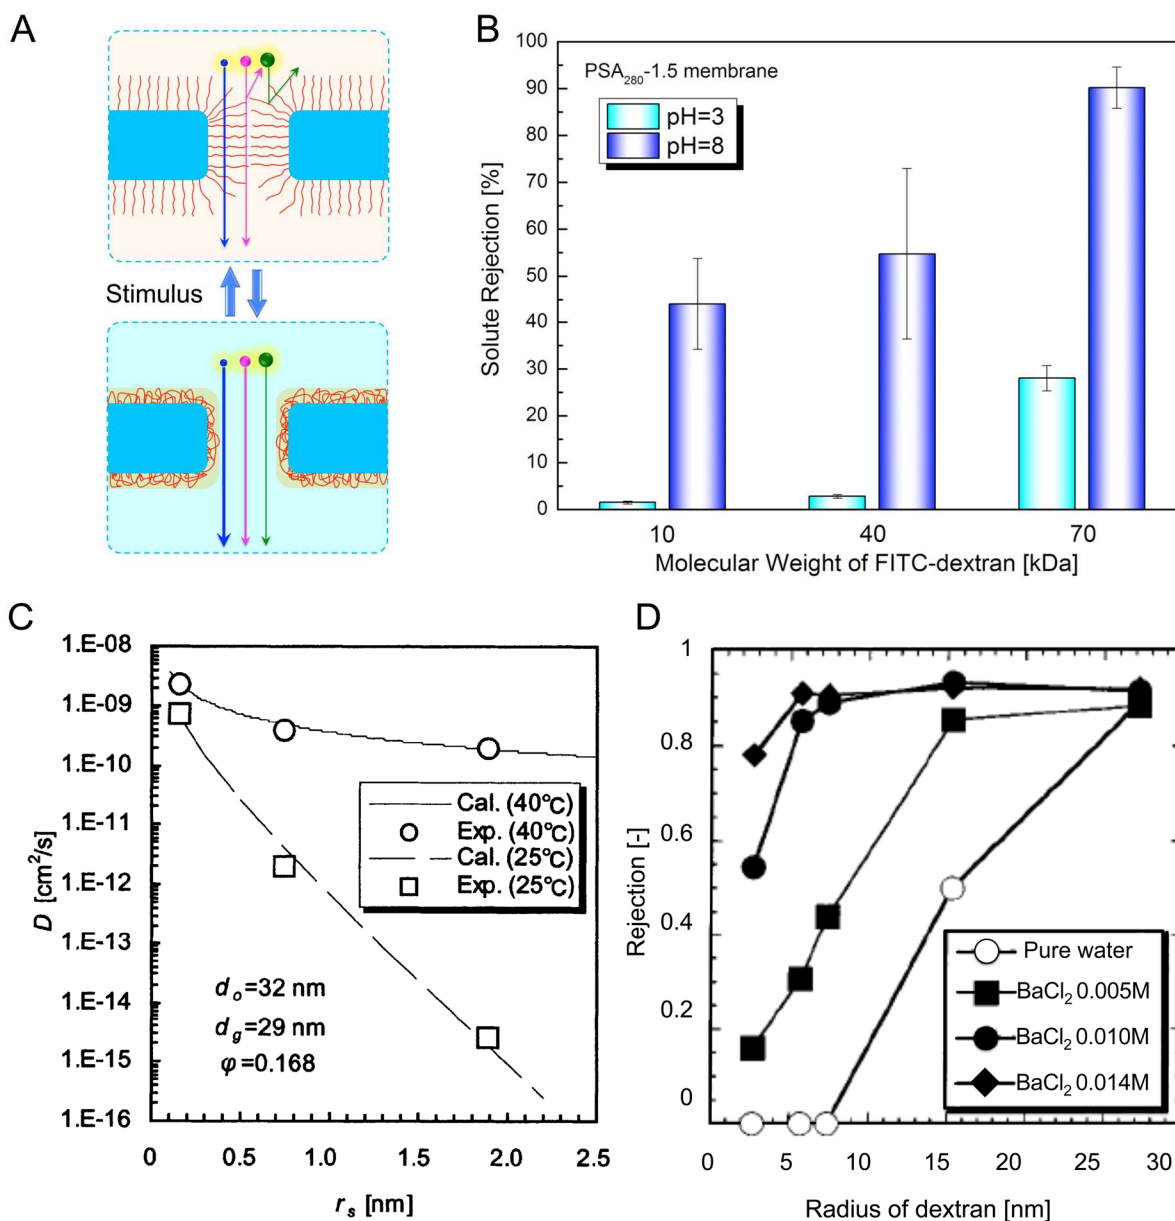 A
Stimulus
B
PSA280-1.5 membrane
pH=3
pH=8
Solute Rejection [%]
100
90
80
70
60
50
40
30
20
10
0
10 40 70
Molecular Weight of FITC-dextran [kDa]
C
1.E-08
1.E-09
1.E-10
1.E-11
1.E-12
1.E-13
1.E-14
1.E-15
1.E-16
D [cm²/s]
Cal. (40℃)
Exp. (40℃)
Cal. (25℃)
Exp. (25℃)
do=32 nm
dg=29 nm
φ=0.168
0 0.5 1.0 1.5 2.0 2.5
rs [nm]
D
1
0.8
0.6
0.4
0.2
0
Rejection [-]
Pure water
BaCl2 0.005M
BaCl2 0.010M
BaCl2 0.014M
0 5 10 15 20 25 30
Radius of dextran [nm]